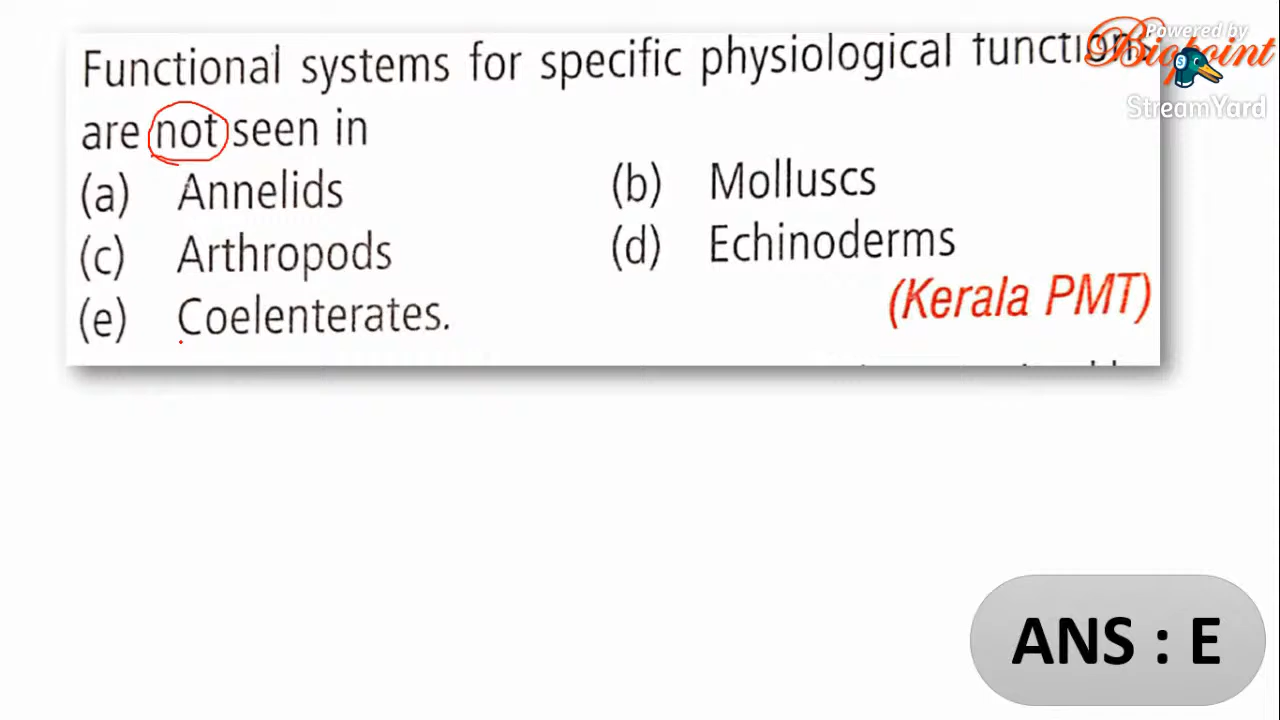 Powered by
Biopoint
StreamYard
Functional systems for specific physiological functions
are not seen in
(a) Annelids (b) Molluscs
(c) Arthropods (d) Echinoderms
(Kerala PMT)
(e) Coelenterates.
ANS : E